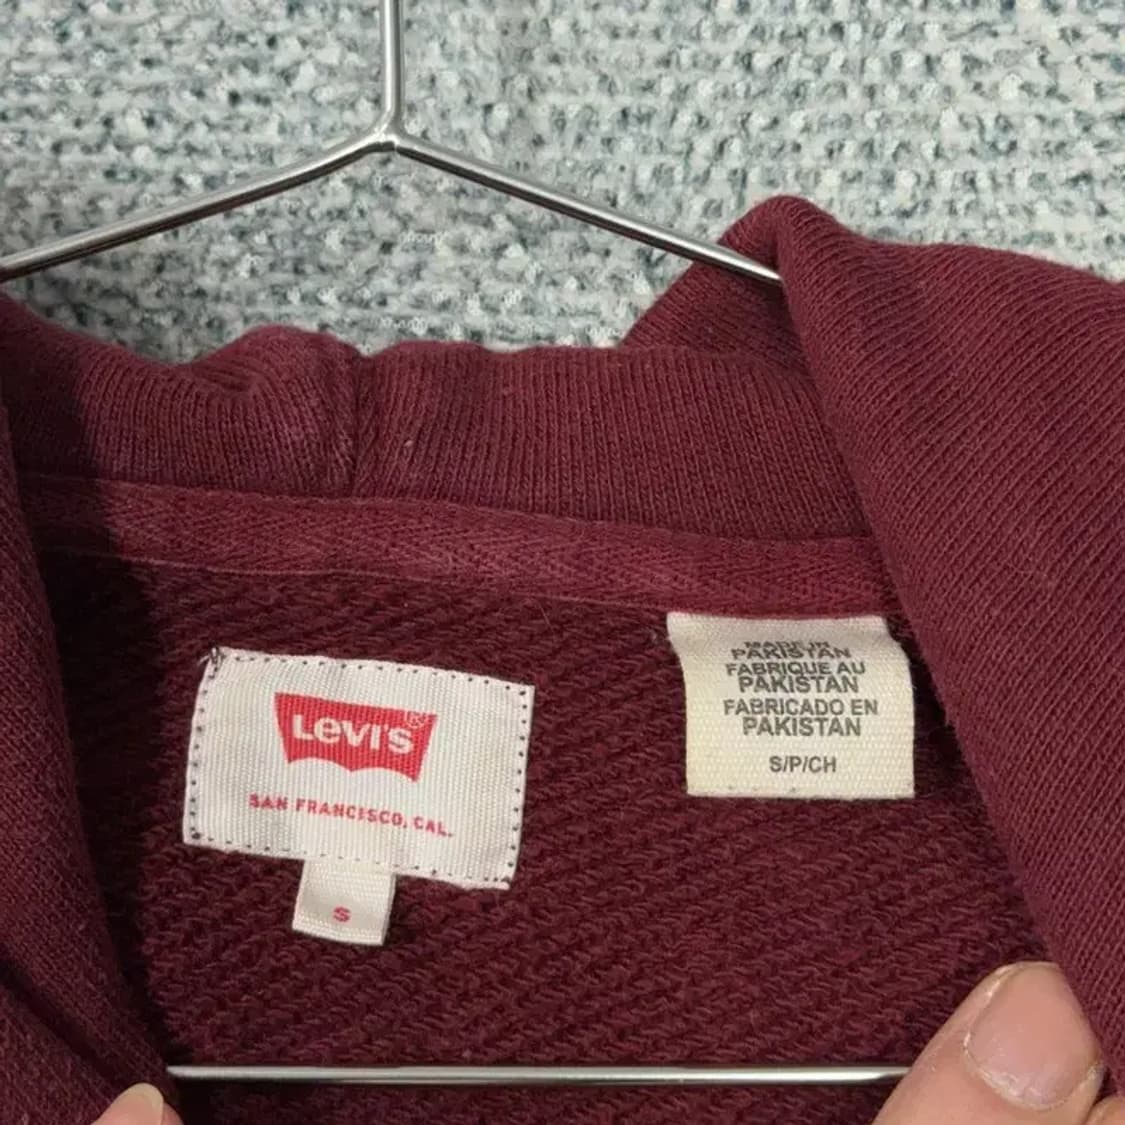 LEVI'S®
SAN FRANCISCO, CAL.
S
MADE IN
PAKISTAN
FABRIQUE AU
PAKISTAN
FABRICADO EN
PAKISTAN
S/P/CH